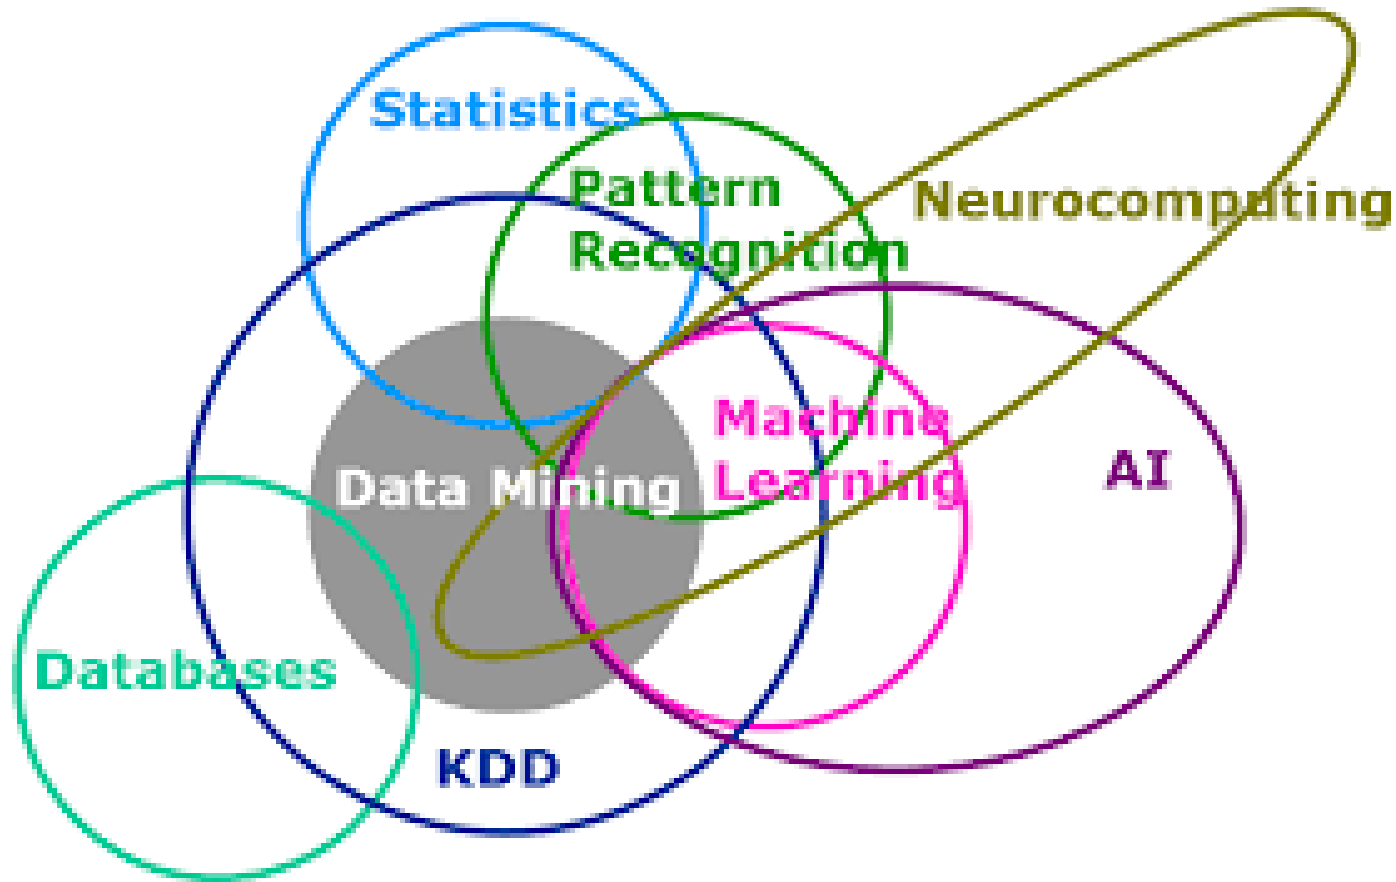 Statistics
Pattern
Recognition
Neurocomputing
Machine
Learning
AI
Data Mining
Databases
KDD